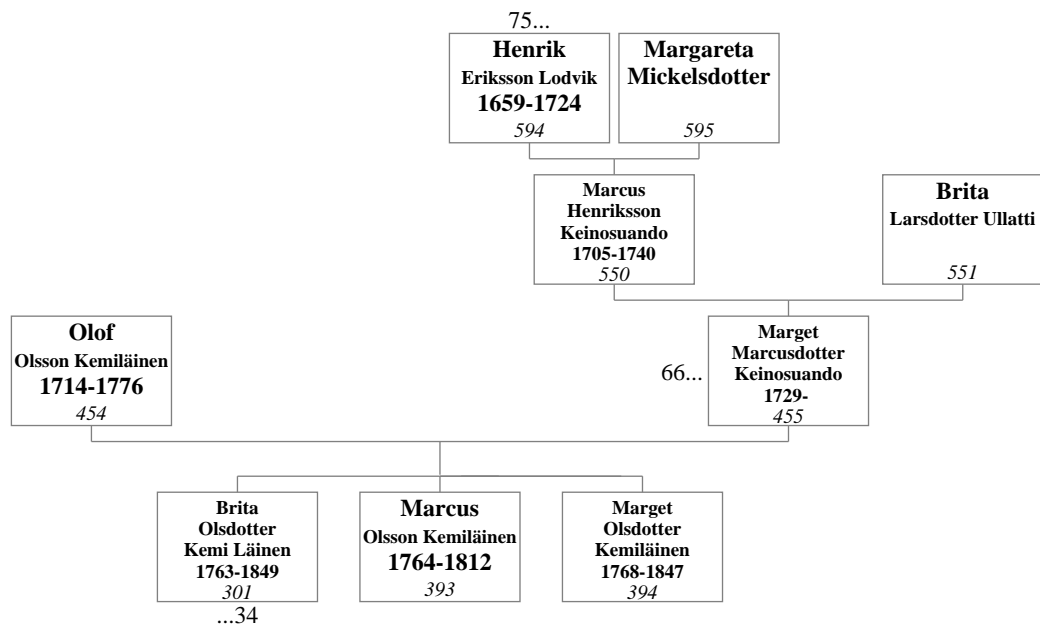 75...
Henrik
Eriksson Lodvik
1659-1724
594
Margareta
Mickelsdotter
595
Marcus
Henriksson
Keinosuando
1705-1740
550
Brita
Larsdotter Ullatti
551
Olof
Olsson Kemiläinen
1714-1776
454
66...
Marget
Marcusdotter
Keinosuando
1729-
455
Brita
Olsdotter
Kemi Läinen
1763-1849
301
...34
Marcus
Olsson Kemiläinen
1764-1812
393
Marget
Olsdotter
Kemiläinen
1768-1847
394